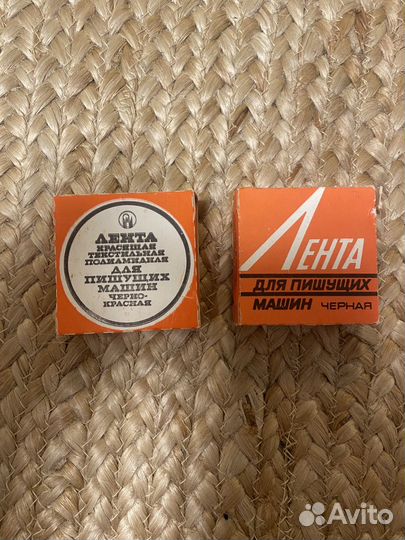 ЛЕНТА
КРАСЯЩАЯ
ТЕКСТИЛЬНАЯ
ПОЛИАМИДНАЯ
ДЛЯ
ПИШУЩИХ
МАШИН
ЧЕРНО-
КРАСНАЯ
ЛЕНТА
ДЛЯ ПИШУЩИХ
МАШИН ЧЕРНАЯ
Avito